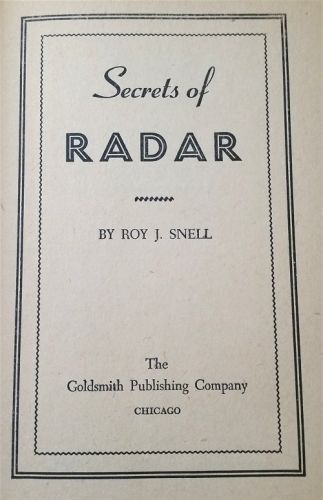 Secrets of
RADAR
BY ROY J. SNELL
The
Goldsmith Publishing Company
CHICAGO